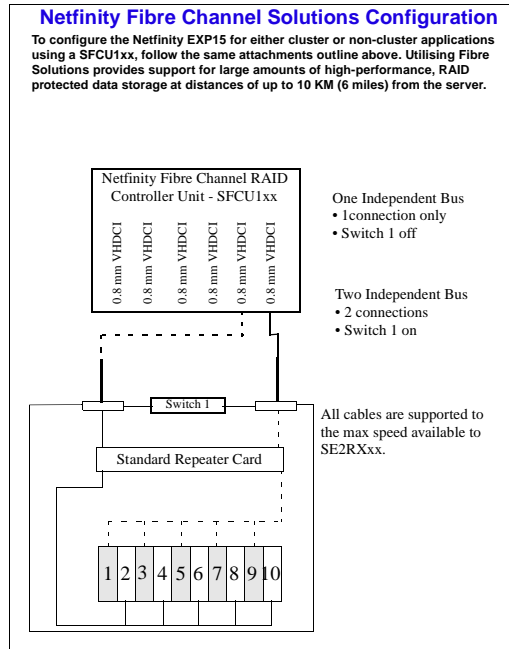 Netfinity Fibre Channel Solutions Configuration
To configure the Netfinity EXP15 for either cluster or non-cluster applications
using a SFCU1xx, follow the same attachments outline above. Utilising Fibre
Solutions provides support for large amounts of high-performance, RAID
protected data storage at distances of up to 10 KM (6 miles) from the server.
Netfinity Fibre Channel RAID
Controller Unit - SFCU1xx
0.8 mm VHDCI
0.8 mm VHDCI
0.8 mm VHDCI
0.8 mm VHDCI
0.8 mm VHDCI
0.8 mm VHDCI
One Independent Bus
• 1connection only
• Switch 1 off
Two Independent Bus
• 2 connections
• Switch 1 on
Switch 1
All cables are supported to
the max speed available to
SE2RXxx.
Standard Repeater Card
1 2 3 4 5 6 7 8 9 10